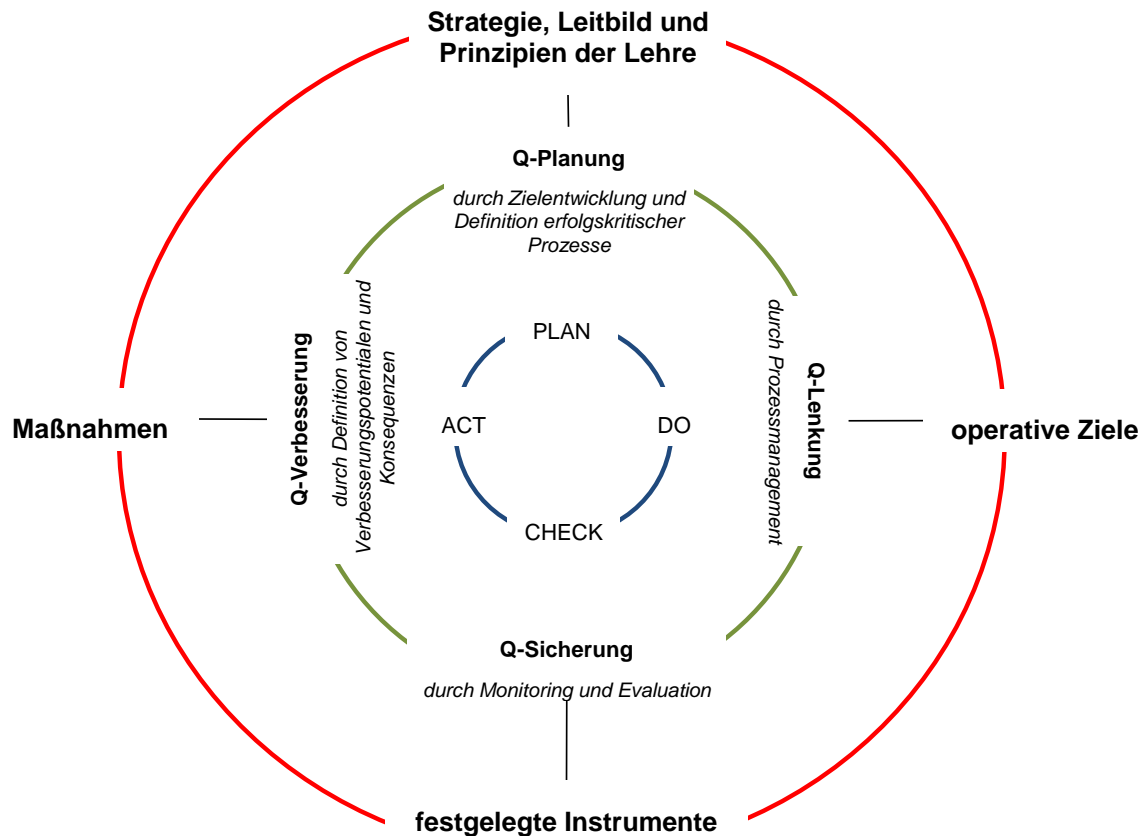 Strategie, Leitbild und
Prinzipien der Lehre
Q-Planung
durch Zielentwicklung und
Definition erfolgskritischer
Prozesse
PLAN
ACT
DO
CHECK
Q-Verbesserung
durch Definition von
Verbesserungspotentialen und
Konsequenzen
Q-Lenkung
durch Prozessmanagement
Maßnahmen
operative Ziele
Q-Sicherung
durch Monitoring und Evaluation
festgelegte Instrumente